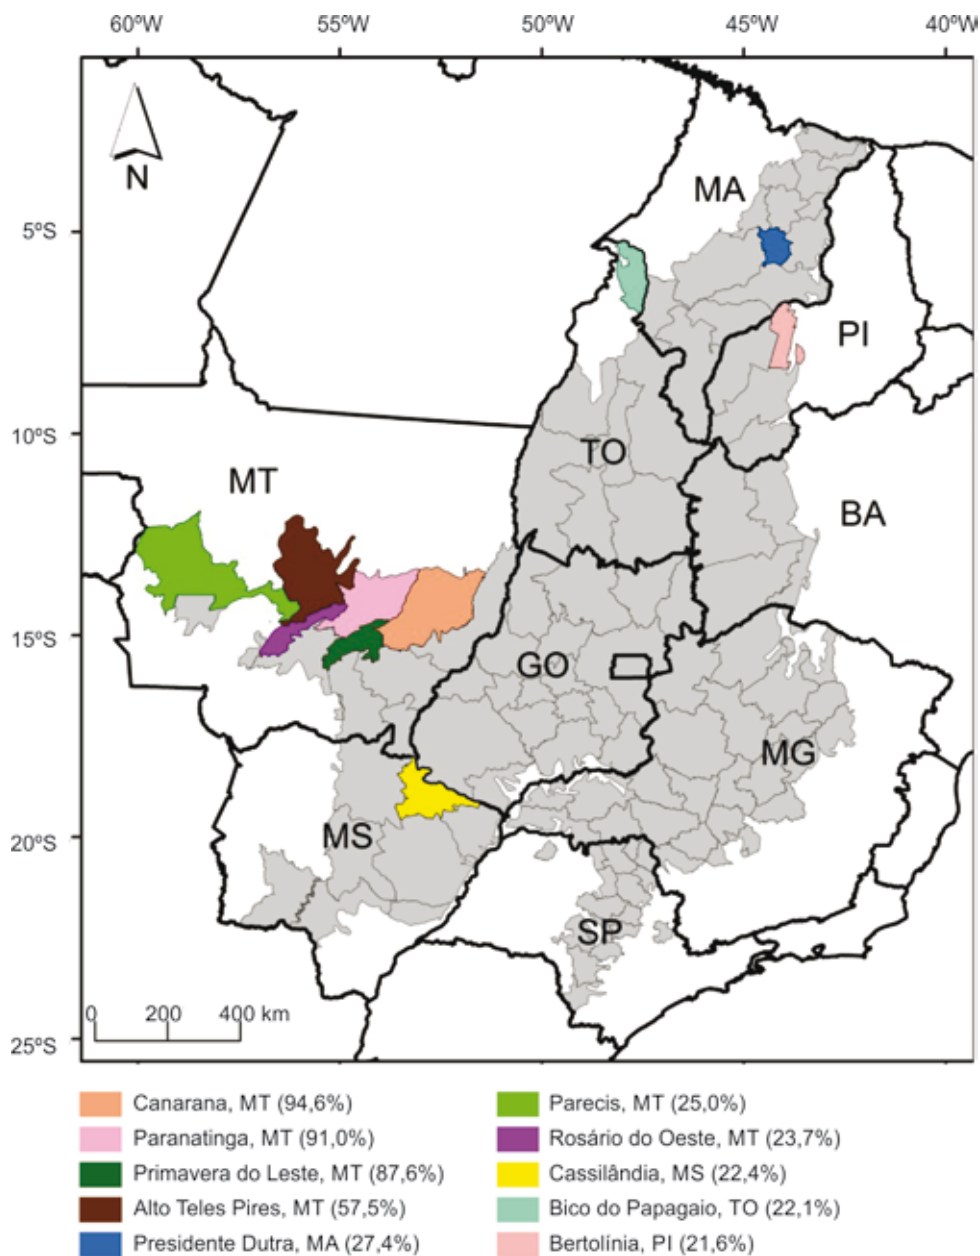 60ºW 55ºW 50ºW 45ºW 40ºW
N
MA
5ºS
PI
10ºS
TO
MT
BA
15ºS
GO
MG
20ºS
MS
SP
0 200 400 km
25ºS
Canarana, MT (94,6%)
Paranatinga, MT (91,0%)
Primavera do Leste, MT (87,6%)
Alto Teles Pires, MT (57,5%)
Presidente Dutra, MA (27,4%)
Parecis, MT (25,0%)
Rosário do Oeste, MT (23,7%)
Cassilândia, MS (22,4%)
Bico do Papagaio, TO (22,1%)
Bertolínia, PI (21,6%)